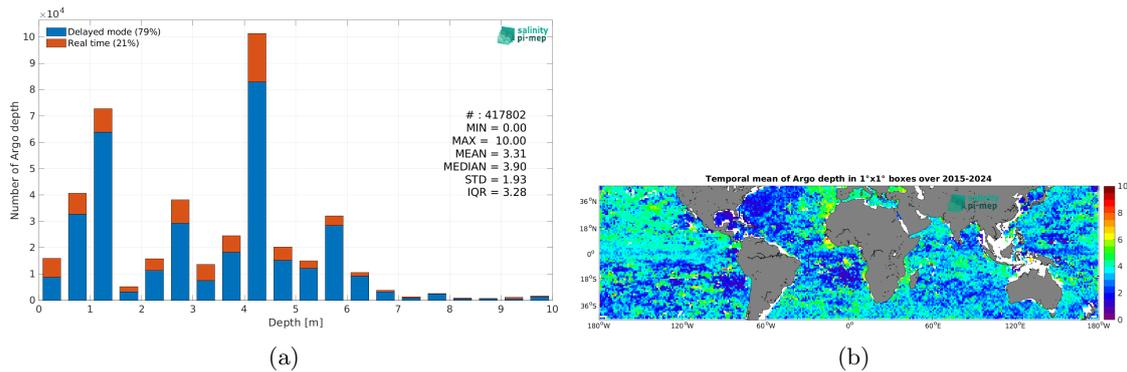 ×10⁴
Delayed mode (79%)
Real time (21%)
salinity
pi-mep
10
9
8
7
6
5
4
3
2
1
0
Number of Argo depth
# : 417802
MIN = 0.00
MAX = 10.00
MEAN = 3.31
MEDIAN = 3.90
STD = 1.93
IQR = 3.28
0 1 2 3 4 5 6 7 8 9 10
Depth [m]
(a)
Temporal mean of Argo depth in 1°x1° boxes over 2015-2024
salinity
pi-mep
36°N
18°N
0°
18°S
36°S
180°W 120°W 60°W 0° 60°E 120°E 180°W
10
8
6
4
2
0
(b)